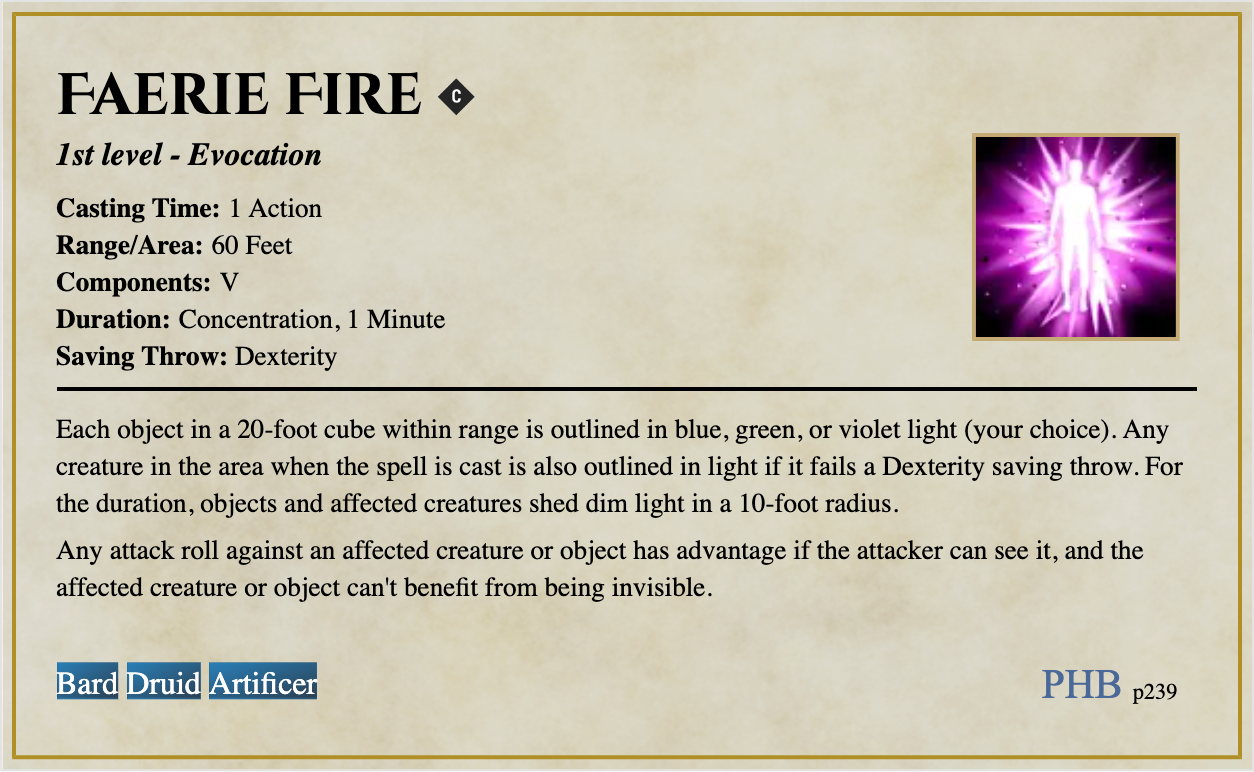 Faerie Fire C
1st level - Evocation
Casting Time: 1 Action
Range/Area: 60 Feet
Components: V
Duration: Concentration, 1 Minute
Saving Throw: Dexterity
Each object in a 20-foot cube within range is outlined in blue, green, or violet light (your choice). Any
creature in the area when the spell is cast is also outlined in light if it fails a Dexterity saving throw. For
the duration, objects and affected creatures shed dim light in a 10-foot radius.
Any attack roll against an affected creature or object has advantage if the attacker can see it, and the
affected creature or object can't benefit from being invisible.
Bard Druid Artificer
PHB p239